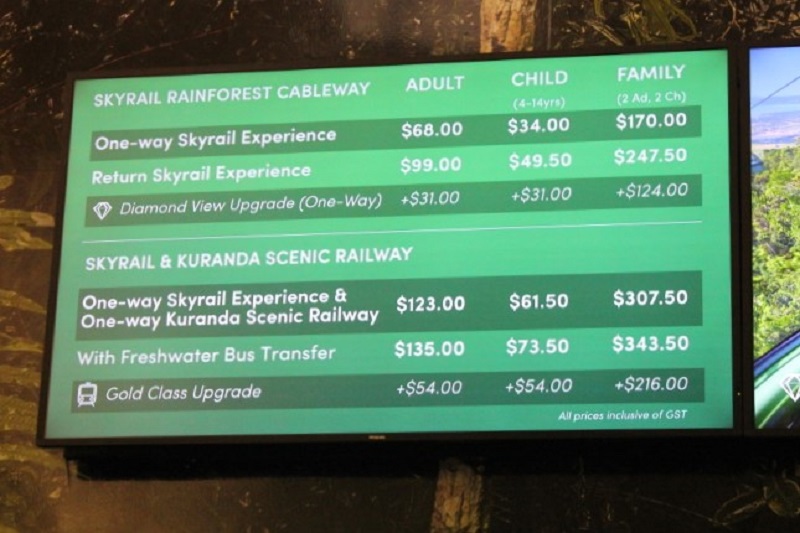 SKYRAIL RAINFOREST CABLEWAY ADULT CHILD FAMILY
(4-14yrs) (2 Ad, 2 Ch)
One-way Skyrail Experience $68.00 $34.00 $170.00
Return Skyrail Experience $99.00 $49.50 $247.50
Diamond View Upgrade (One-Way) +$31.00 +$31.00 +$124.00
SKYRAIL & KURANDA SCENIC RAILWAY
One-way Skyrail Experience &
One-way Kuranda Scenic Railway $123.00 $61.50 $307.50
With Freshwater Bus Transfer $135.00 $73.50 $343.50
Gold Class Upgrade +$54.00 +$54.00 +$216.00
All prices inclusive of GST